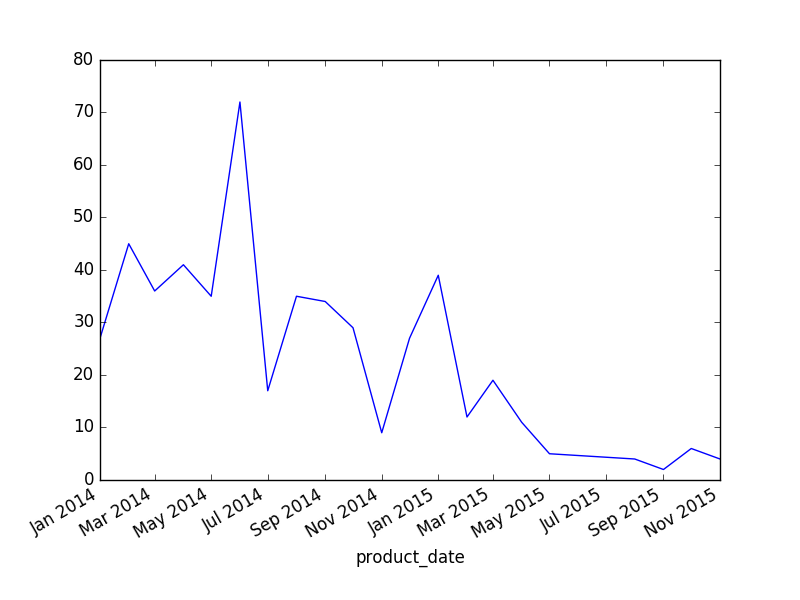 80
70
60
50
40
30
20
10
0
Jan 2014
Mar 2014
May 2014
Jul 2014
Sep 2014
Nov 2014
Jan 2015
Mar 2015
May 2015
Jul 2015
Sep 2015
Nov 2015
product_date